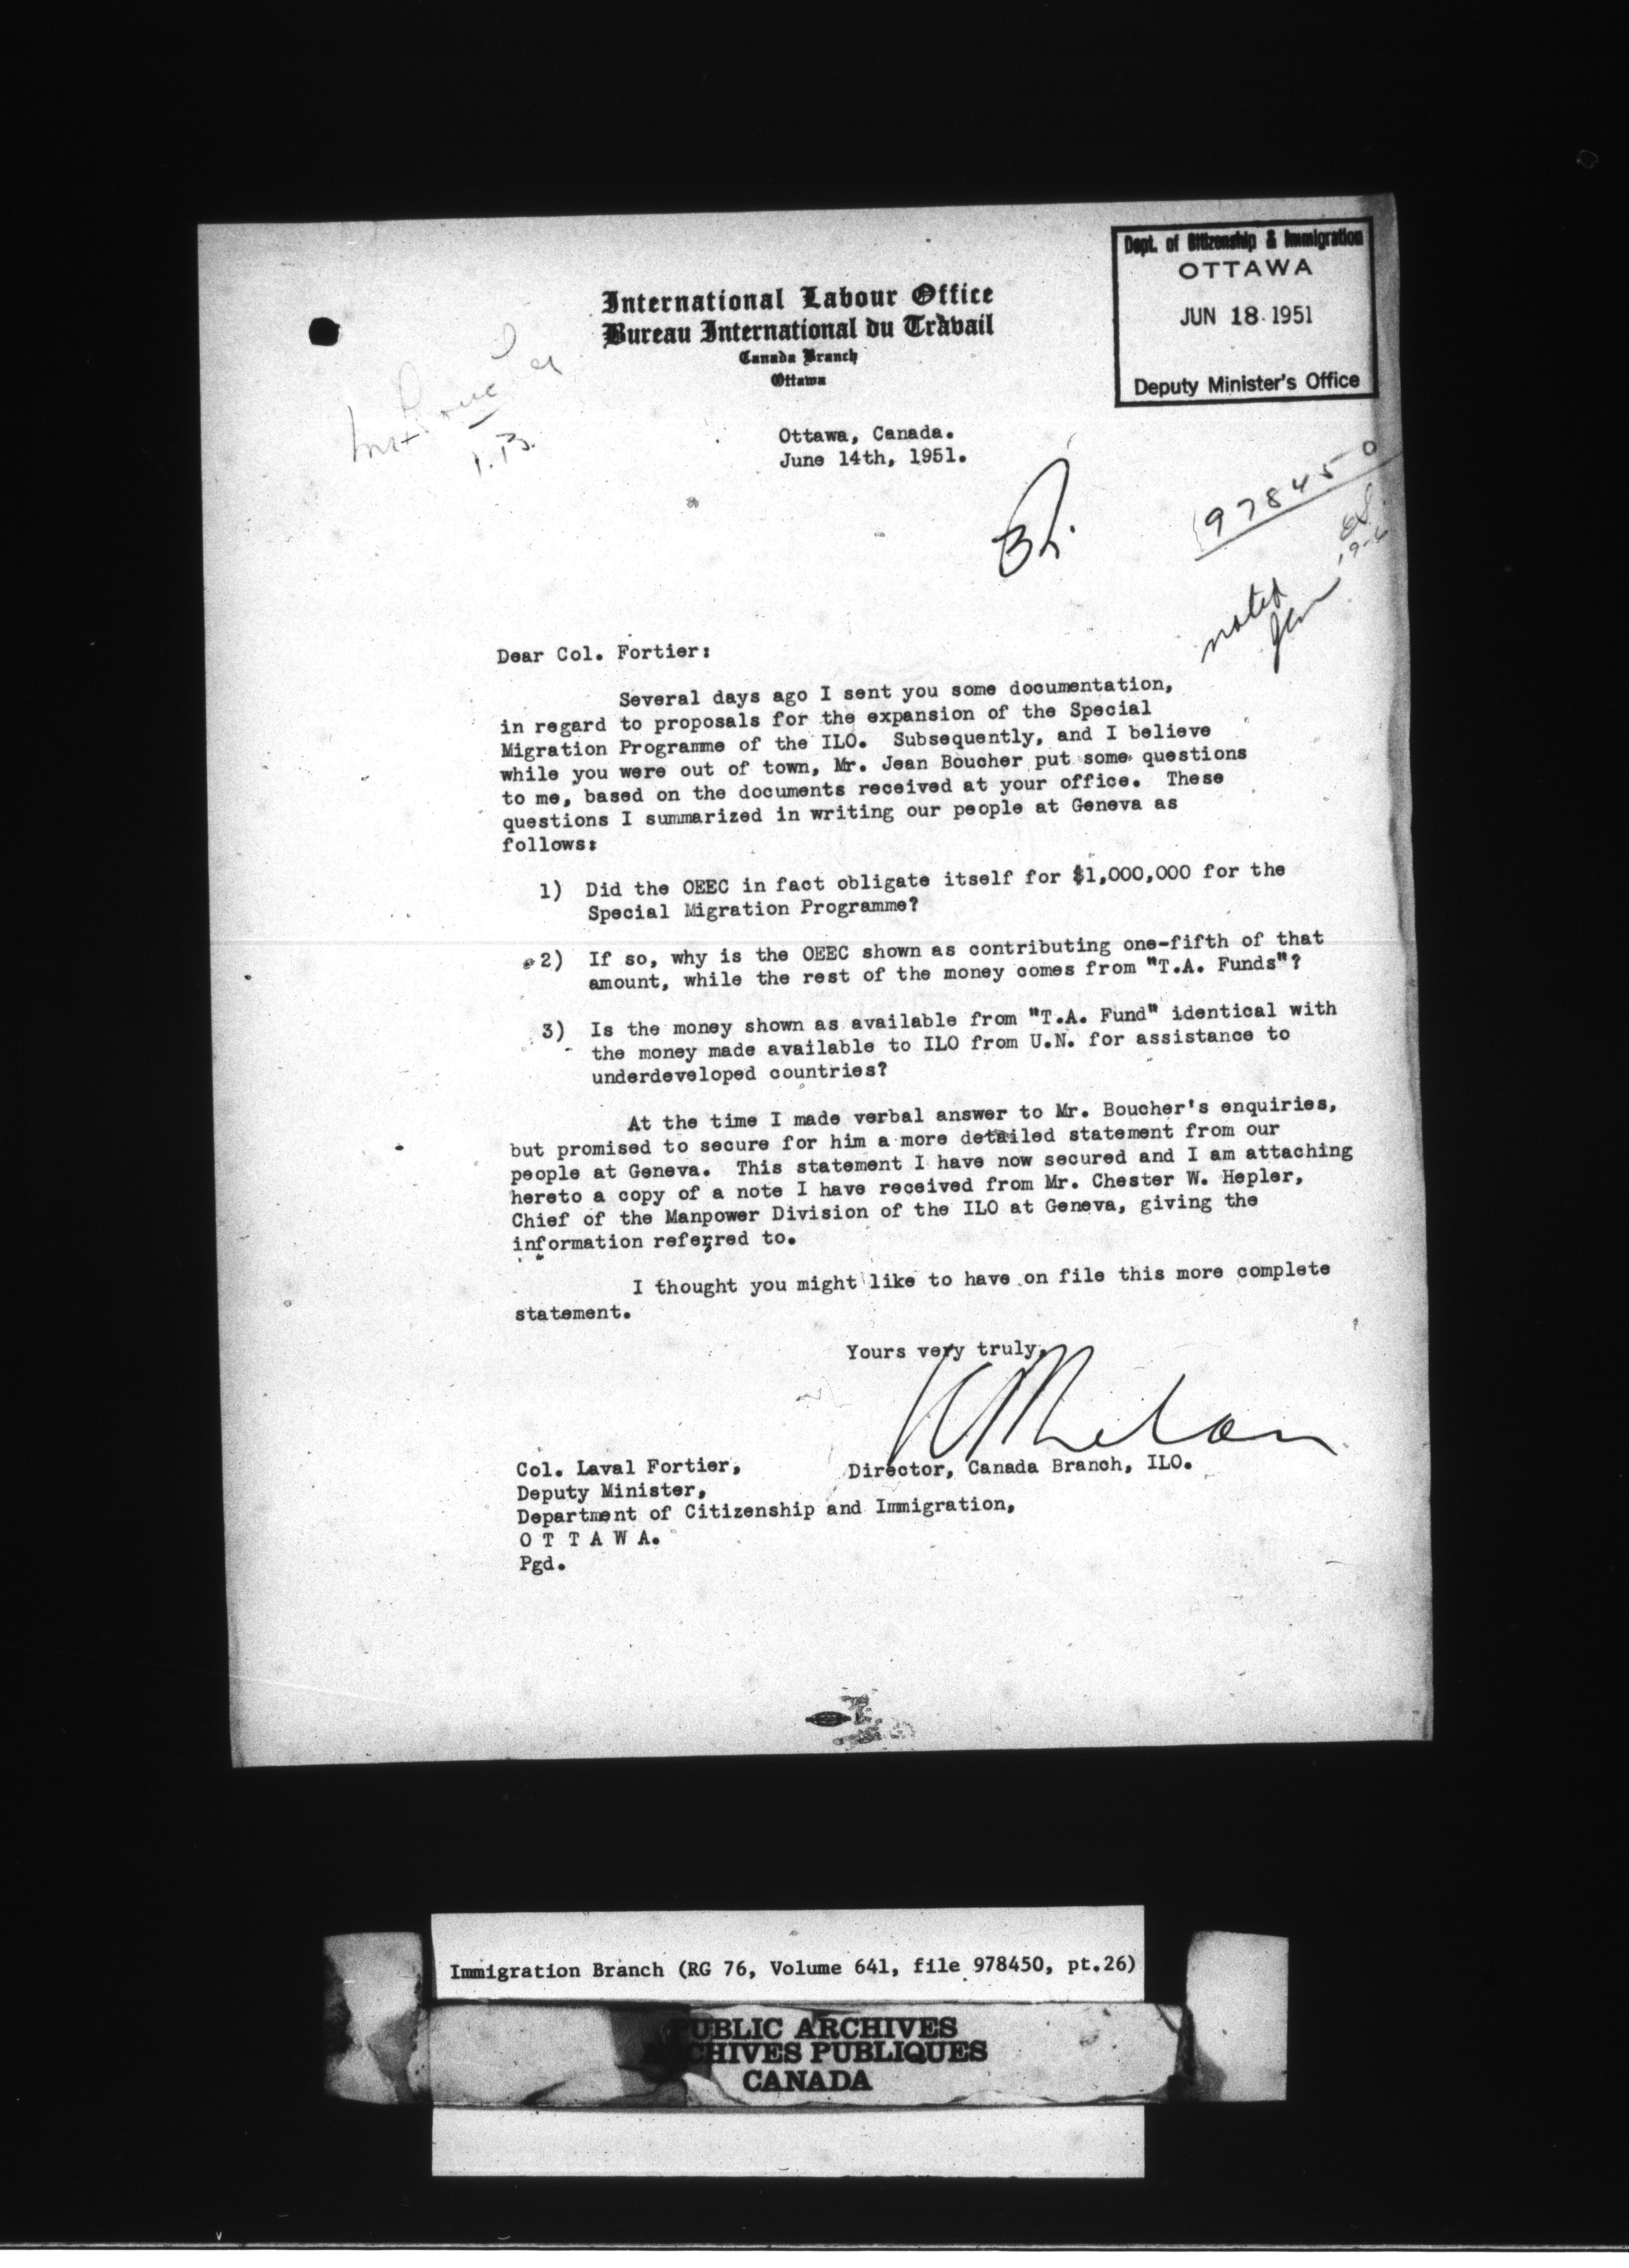 Dept. of Citizenship & Immigration
OTTAWA
JUN 18 1951
Deputy Minister's Office
International Labour Office
Bureau International du Travail
Canada Branch
Ottawa
Ottawa, Canada.
June 14th, 1951.
978450
noted
Dear Col. Fortier:
Several days ago I sent you some documentation,
in regard to proposals for the expansion of the Special
Migration Programme of the ILO. Subsequently, and I believe
while you were out of town, Mr. Jean Boucher put some questions
to me, based on the documents received at your office. These
questions I summarized in writing our people at Geneva as
follows:
1) Did the OEEC in fact obligate itself for $1,000,000 for the
Special Migration Programme?
2) If so, why is the OEEC shown as contributing one-fifth of that
amount, while the rest of the money comes from "T.A. Funds"?
3) Is the money shown as available from "T.A. Fund" identical with
the money made available to ILO from U.N. for assistance to
underdeveloped countries?
At the time I made verbal answer to Mr. Boucher's enquiries,
but promised to secure for him a more detailed statement from our
people at Geneva. This statement I have now secured and I am attaching
hereto a copy of a note I have received from Mr. Chester W. Hepler,
Chief of the Manpower Division of the ILO at Geneva, giving the
information referred to.
I thought you might like to have on file this more complete
statement.
Yours very truly,
Director, Canada Branch, ILO.
Col. Laval Fortier,
Deputy Minister,
Department of Citizenship and Immigration,
O T T A W A.
Pgd.
Immigration Branch (RG 76, Volume 641, file 978450, pt.26)
PUBLIC ARCHIVES
ARCHIVES PUBLIQUES
CANADA